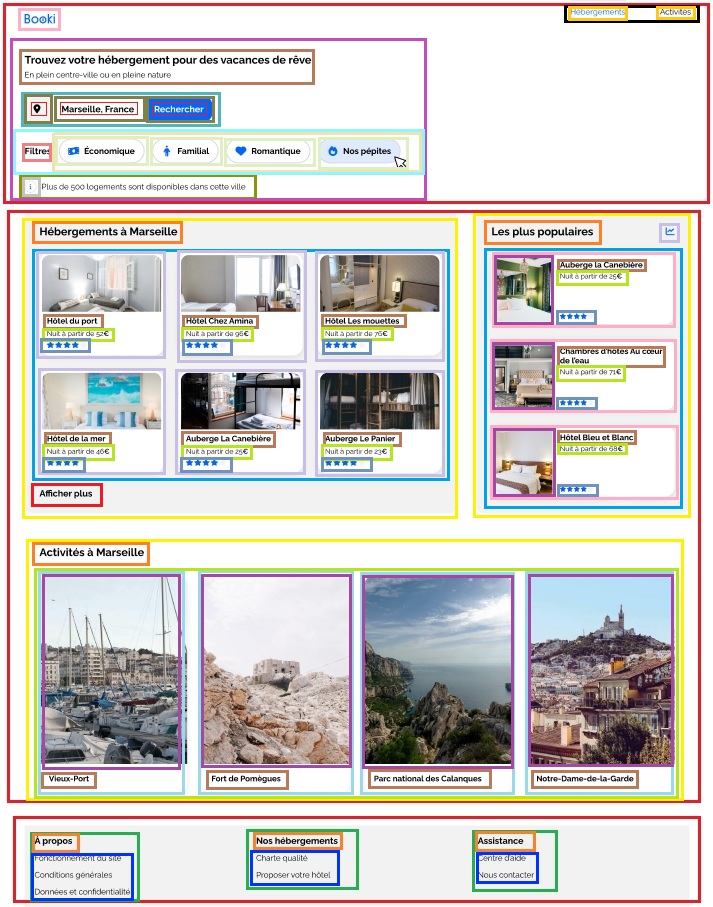 Booki
Hébergements Activités
Trouvez votre hébergement pour des vacances de rêve
En plein centre-ville ou en pleine nature
Marseille, France Rechercher
Filtres Économique Familial Romantique Nos pépites
i Plus de 500 logements sont disponibles dans cette ville
Hébergements à Marseille
Hôtel du port
Nuit à partir de 52€
Hôtel Chez Amina
Nuit à partir de 96€
Hôtel Les mouettes
Nuit à partir de 76€
Hôtel de la mer
Nuit à partir de 46€
Auberge La Canebière
Nuit à partir de 25€
Auberge Le Panier
Nuit à partir de 23€
Afficher plus
Les plus populaires
Auberge la Canebière
Nuit à partir de 25€
Chambres d'hôtes Au cœur
de l'eau
Nuit à partir de 71€
Hôtel Bleu et Blanc
Nuit à partir de 68€
Activités à Marseille
Vieux-Port
Fort de Pomègues
Parc national des Calanques
Notre-Dame-de-la-Garde
À propos
Fonctionnement du site
Conditions générales
Données et confidentialité
Nos hébergements
Charte qualité
Proposer votre hôtel
Assistance
Centre d'aide
Nous contacter